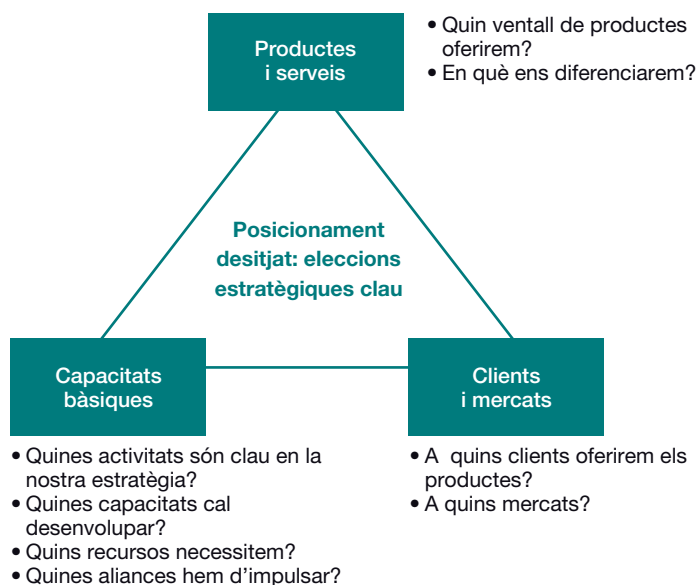 Productes
i serveis
• Quin ventall de productes
oferirem?
• En què ens diferenciarem?
Posicionament
desitjat: eleccions
estratègiques clau
Capacitats
bàsiques
Clients
i mercats
• Quines activitats són clau en la
nostra estratègia?
• Quines capacitats cal
desenvolupar?
• Quins recursos necessitem?
• Quines aliances hem d'impulsar?
• A quins clients oferirem els
productes?
• A quins mercats?